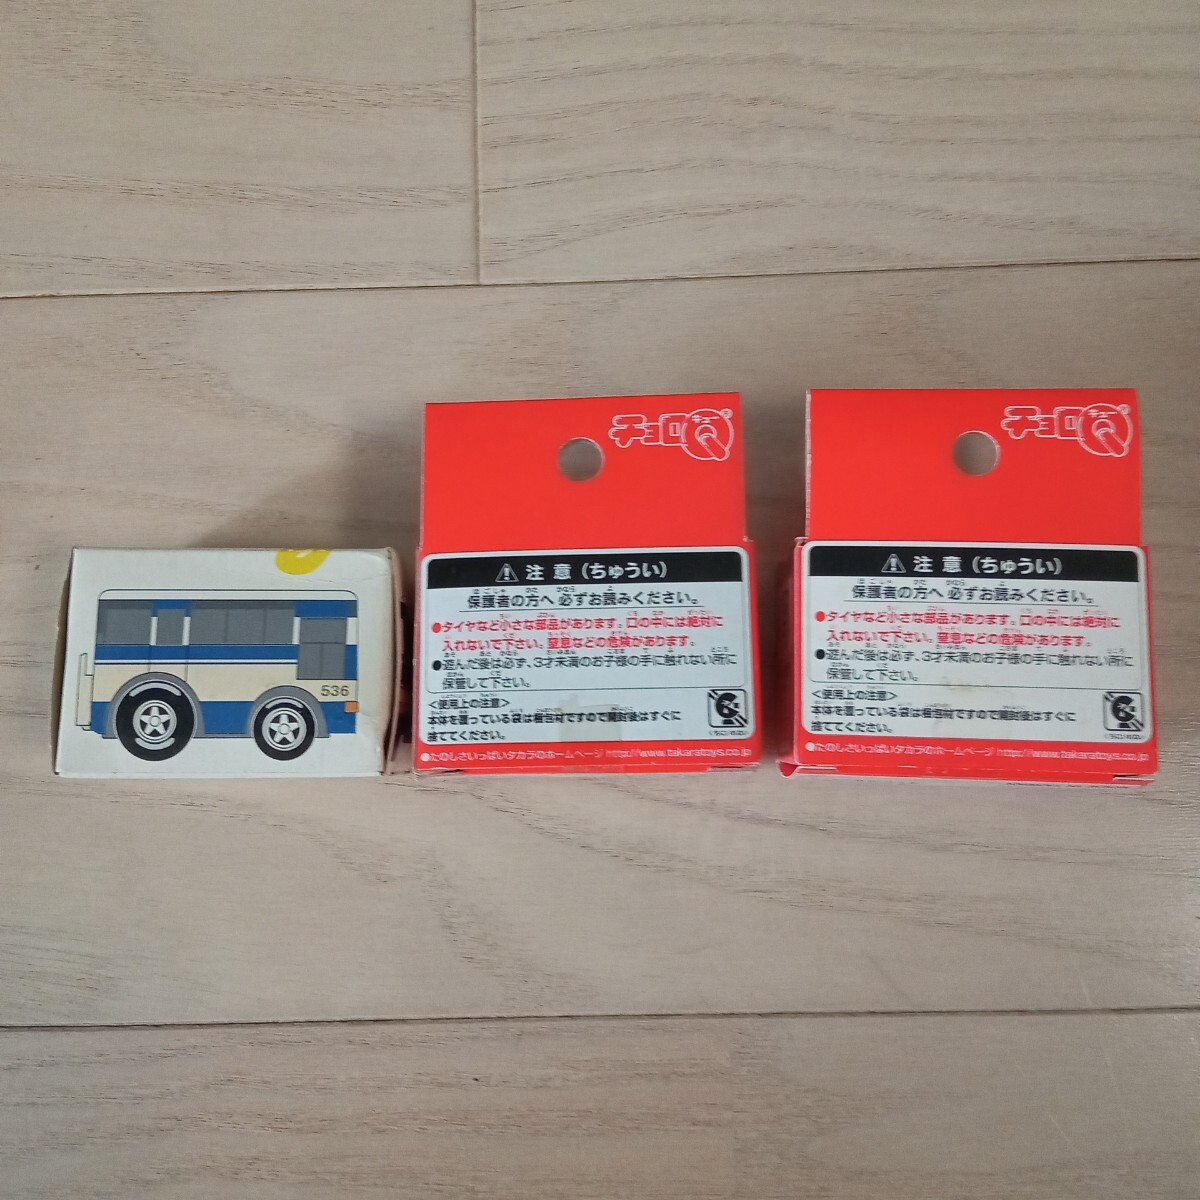 536
チョロQ
キュー
注意(ちゅうい)
保護者の方へ 必ずお読みください。
●タイヤなど小さな部品があります。口の中には絶対に
入れないで下さい。窒息などの危険があります。
●遊んだ後は必ず、3才未満のお子様の手に触れない所に
保管して下さい。
<使用上の注意>
本体を覆っている袋は梱包材ですので開封後はすぐに
捨ててください。
●たのしさいっぱいタカラのホームページ http://www.takaratoys.co.jp
チョロQ
キュー
注意(ちゅうい)
保護者の方へ 必ずお読みください。
●タイヤなど小さな部品があります。口の中には絶対に
入れないで下さい。窒息などの危険があります。
●遊んだ後は必ず、3才未満のお子様の手に触れない所に
保管して下さい。
<使用上の注意>
本体を覆っている袋は梱包材ですので開封後はすぐに
捨ててください。
●たのしさいっぱいタカラのホームページ http://www.takaratoys.co.jp